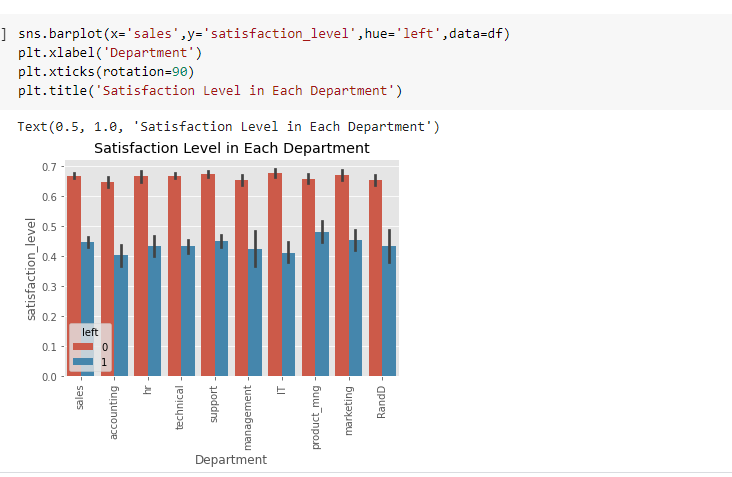 ] sns.barplot(x='sales',y='satisfaction_level',hue='left',data=df)
plt.xlabel('Department')
plt.xticks(rotation=90)
plt.title('Satisfaction Level in Each Department')
Text(0.5, 1.0, 'Satisfaction Level in Each Department')
Satisfaction Level in Each Department
0.7
0.6
0.5
0.4
0.3
0.2
0.1
0.0
satisfaction_level
left
0
1
sales
accounting
hr
technical
support
management
IT
product_mng
marketing
RandD
Department